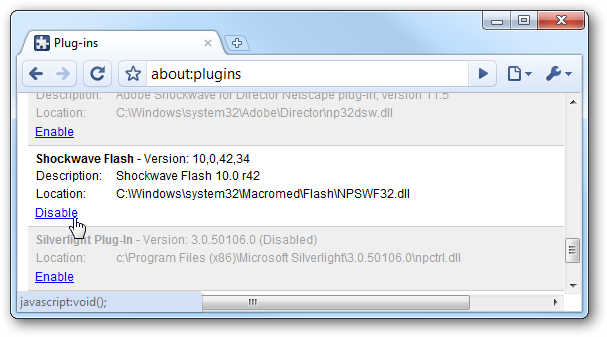 Plug-ins
about:plugins
Description: Adobe Shockwave for Director Netscape plug-in, version 11.5
Location: C:\Windows\system32\Adobe\Director\np32dsw.dll
Enable
Shockwave Flash - Version: 10,0,42,34
Description: Shockwave Flash 10.0 r42
Location: C:\Windows\system32\Macromed\Flash\NPSWF32.dll
Disable
Silverlight Plug-In - Version: 3.0.50106.0 (Disabled)
Location: c:\Program Files (x86)\Microsoft Silverlight\3.0.50106.0\npctrl.dll
Enable
javascript:void();